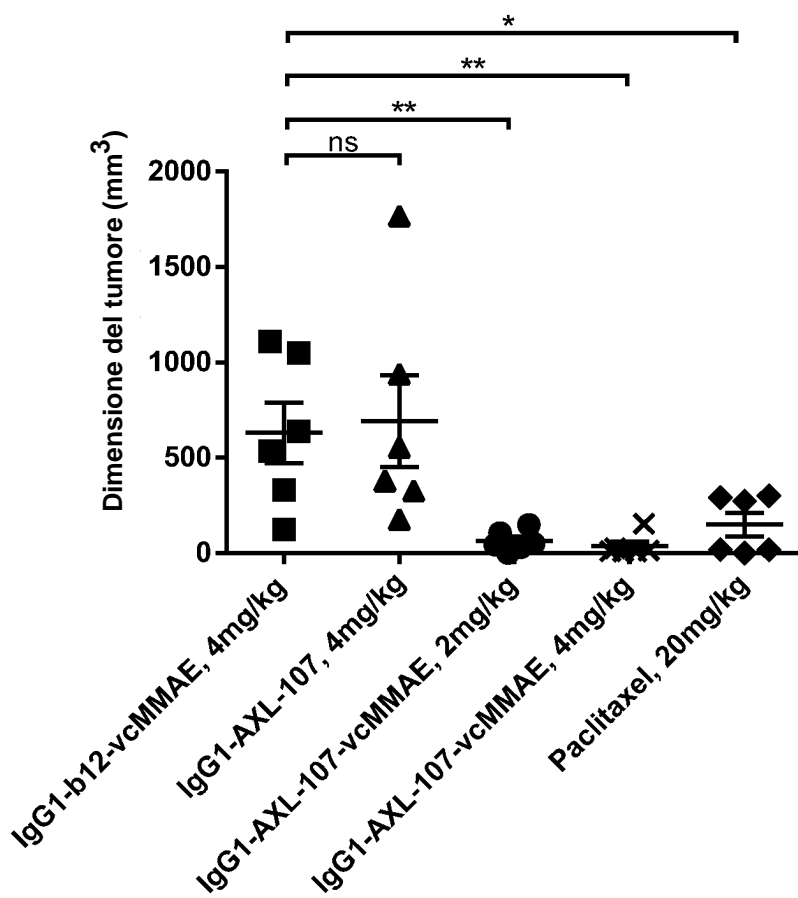 *
**
**
ns
Dimensione del tumore (mm³)
2000
1500
1000
500
0
IgG1-b12-vcMMAE, 4mg/kg
IgG1-AXL-107, 4mg/kg
IgG1-AXL-107-vcMMAE, 2mg/kg
IgG1-AXL-107-vcMMAE, 4mg/kg
Paclitaxel, 20mg/kg